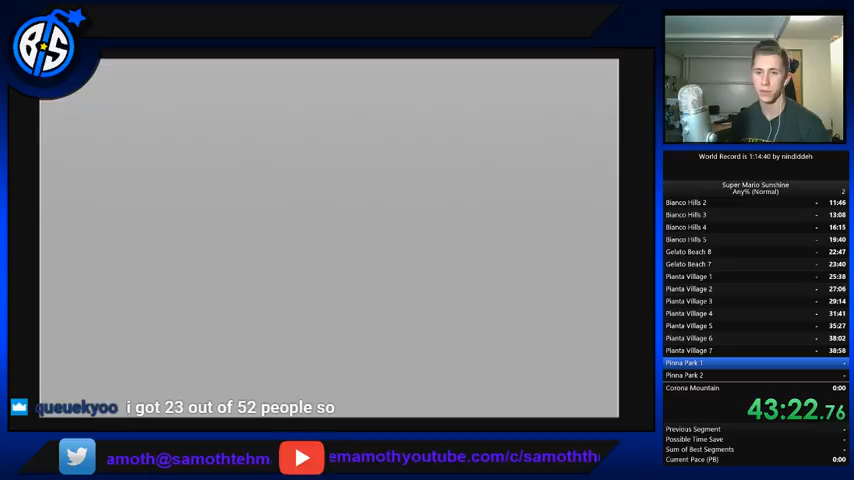 BS
World Record is 1:14:40 by nindiddeh
Super Mario Sunshine
Any% (Normal) 2
Bianco Hills 2 - 11:46
Bianco Hills 3 - 13:08
Bianco Hills 4 - 16:15
Bianco Hills 5 - 19:40
Gelato Beach 8 - 22:47
Gelato Beach 7 - 23:40
Pianta Village 1 - 25:38
Pianta Village 2 - 27:06
Pianta Village 3 - 29:14
Pianta Village 4 - 31:41
Pianta Village 5 - 35:27
Pianta Village 6 - 38:02
Pianta Village 7 - 38:58
Pinna Park 1 -
Pinna Park 2 -
Corona Mountain 0:00
43:22.76
Previous Segment -
Possible Time Save -
Sum of Best Segments -
Current Pace (PB) 0:00
queuekyoo i got 23 out of 52 people so
amoth@samothtehm
emamothyoutube.com/c/samothth